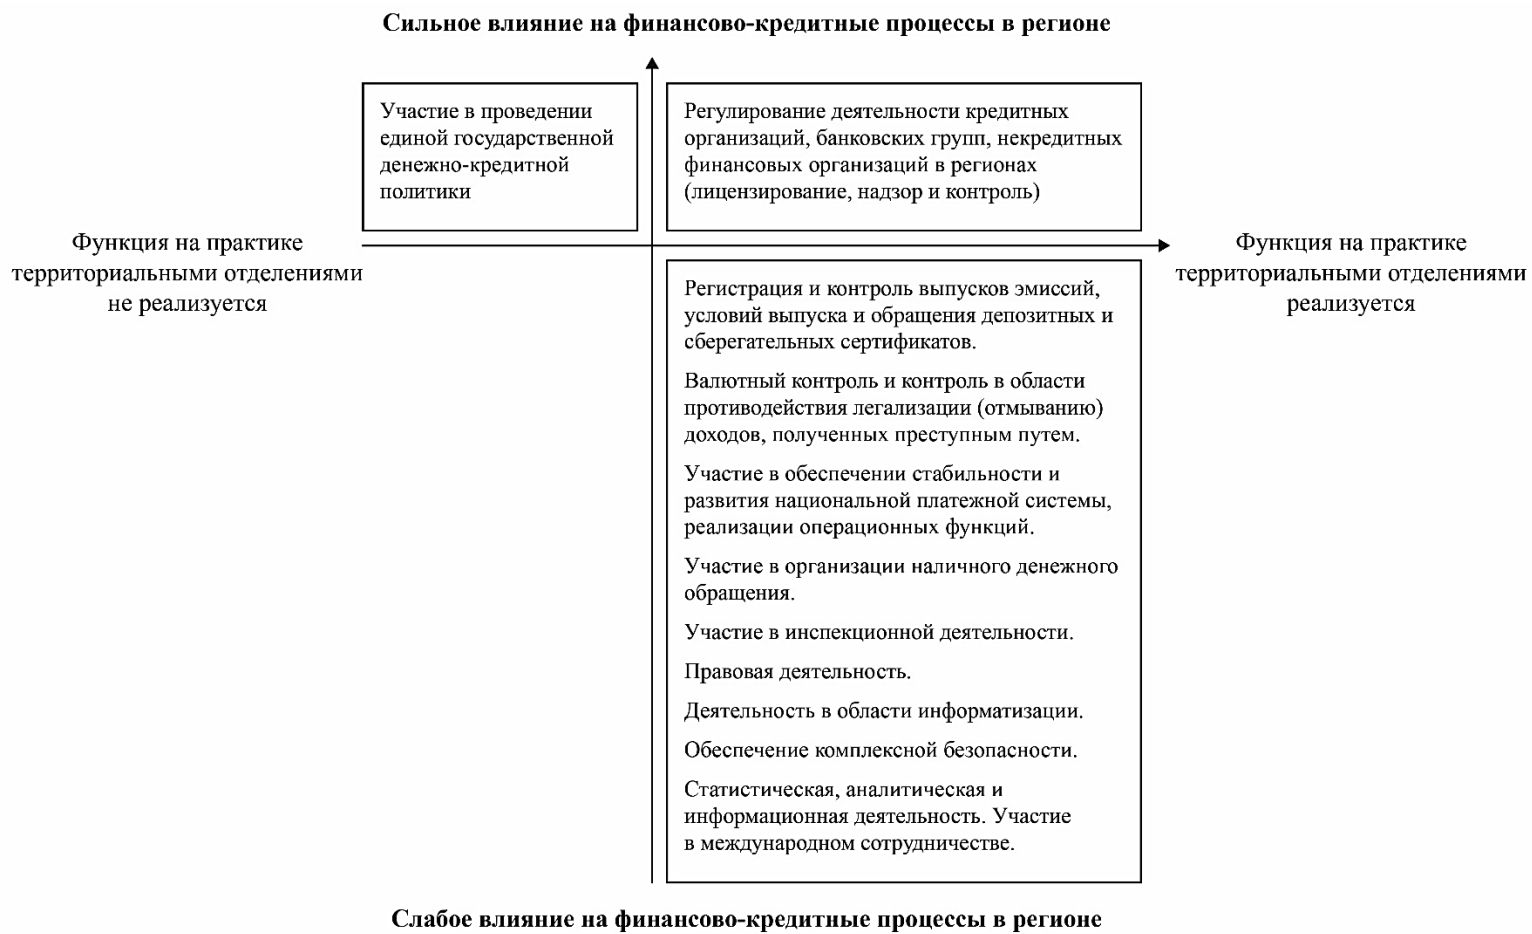 Сильное влияние на финансово-кредитные процессы в регионе
Участие в проведении
единой государственной
денежно-кредитной
политики
Регулирование деятельности кредитных
организаций, банковских групп, некредитных
финансовых организаций в регионах
(лицензирование, надзор и контроль)
Функция на практике
территориальными отделениями
не реализуется
Функция на практике
территориальными отделениями
реализуется
Регистрация и контроль выпусков эмиссий,
условий выпуска и обращения депозитных и
сберегательных сертификатов.
Валютный контроль и контроль в области
противодействия легализации (отмыванию)
доходов, полученных преступным путем.
Участие в обеспечении стабильности и
развития национальной платежной системы,
реализации операционных функций.
Участие в организации наличного денежного
обращения.
Участие в инспекционной деятельности.
Правовая деятельность.
Деятельность в области информатизации.
Обеспечение комплексной безопасности.
Статистическая, аналитическая и
информационная деятельность. Участие
в международном сотрудничестве.
Слабое влияние на финансово-кредитные процессы в регионе